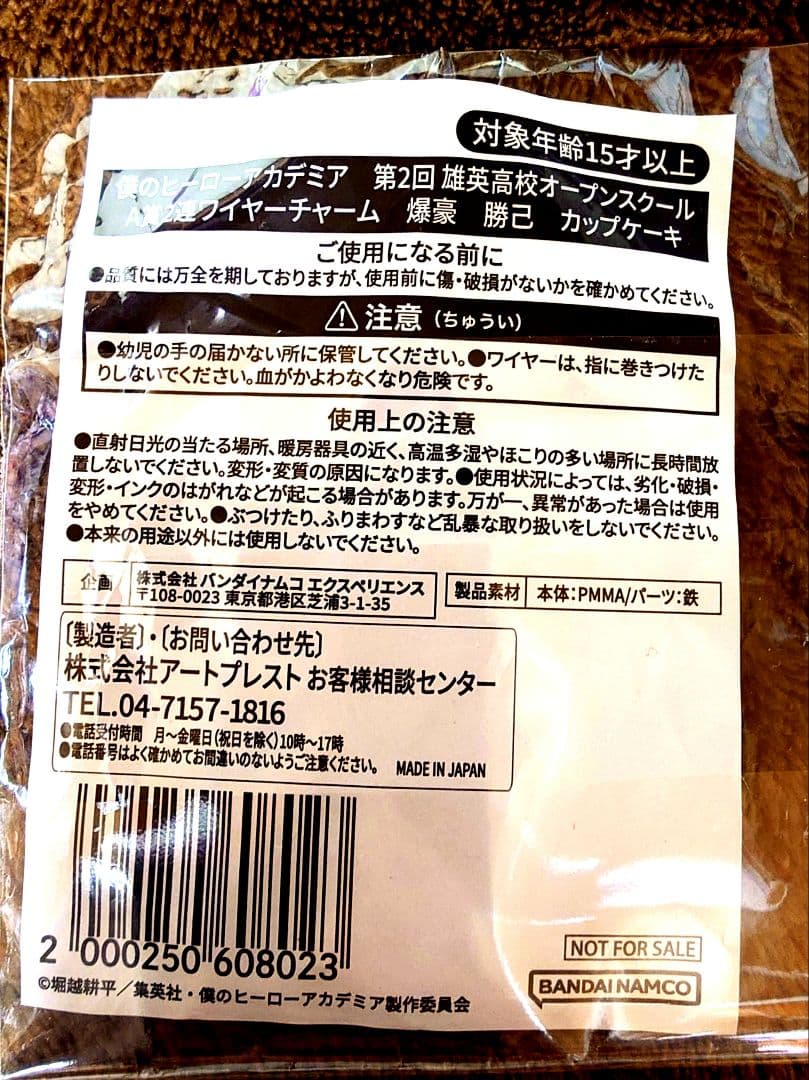 対象年齢15才以上
僕のヒーローアカデミア 第2回 雄英高校オープンスクール
A賞2連ワイヤーチャーム 爆豪 勝己 カップケーキ
ご使用になる前に
●品質には万全を期しておりますが、使用前に傷・破損がないかを確かめてください。
注意(ちゅうい)
●幼児の手の届かない所に保管してください。●ワイヤーは、指に巻きつけた
りしないでください。血がかよわなくなり危険です。
使用上の注意
●直射日光の当たる場所、暖房器具の近く、高温多湿やほこりの多い場所に長時間放
置しないでください。変形・変質の原因になります。●使用状況によっては、劣化・破損・
変形・インクのはがれなどが起こる場合があります。万が一、異常があった場合は使用
をやめてください。●ぶつけたり、ふりまわすなど乱暴な取り扱いをしないでください。
●本来の用途以外には使用しないでください。
企画 株式会社 バンダイナムコ エクスペリエンス
〒108-0023 東京都港区芝浦3-1-35
製品素材 本体:PMMA/パーツ:鉄
〔製造者〕・〔お問い合わせ先〕
株式会社アートプレスト お客様相談センター
TEL.04-7157-1816
●電話受付時間 月～金曜日(祝日を除く)10時～17時
●電話番号はよく確かめてお間違いのないようご注意ください。 MADE IN JAPAN
2 000250 608023
NOT FOR SALE
BANDAI NAMCO
©堀越耕平/集英社・僕のヒーローアカデミア製作委員会